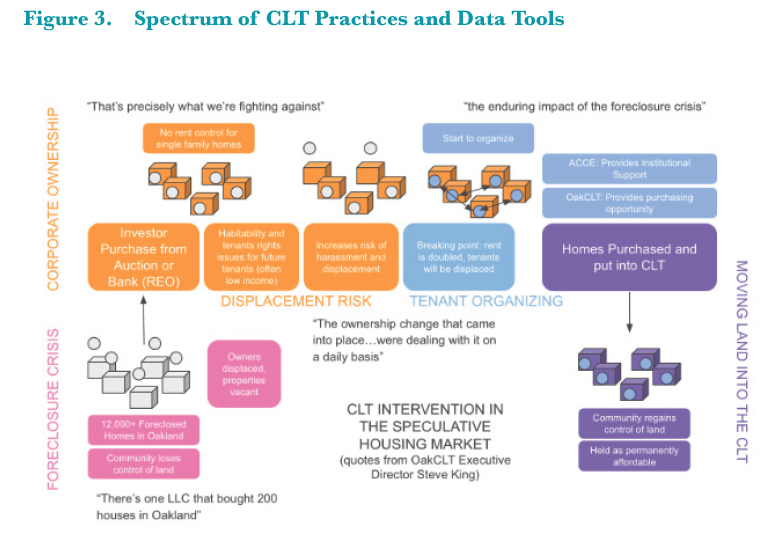 Figure 3. Spectrum of CLT Practices and Data Tools
"That's precisely what we're fighting against"
"the enduring impact of the foreclosure crisis"
CORPORATE OWNERSHIP
No rent control for
single family homes
Start to organize
ACCE: Provides Institutional
Support
OakCLT: Provides purchasing
opportunity
Investor
Purchase from
Auction or
Bank (REO)
Habitability and
tenants rights
issues for future
tenants (often
low income)
Increases risk of
harassment and
displacement
Breaking point: rent
is doubled, tenants
will be displaced
Homes Purchased and
put into CLT
DISPLACEMENT RISK
TENANT ORGANIZING
"The ownership change that came
into place…were dealing with it on
a daily basis"
FORECLOSURE CRISIS
Owners
displaced,
properties
vacant
12,000+ Foreclosed
Homes in Oakland
Community loses
control of land
"There's one LLC that bought 200
houses in Oakland"
CLT INTERVENTION IN
THE SPECULATIVE
HOUSING MARKET
(quotes from OakCLT Executive
Director Steve King)
MOVING LAND INTO THE CLT
Community regains
control of land
Held as permanently
affordable